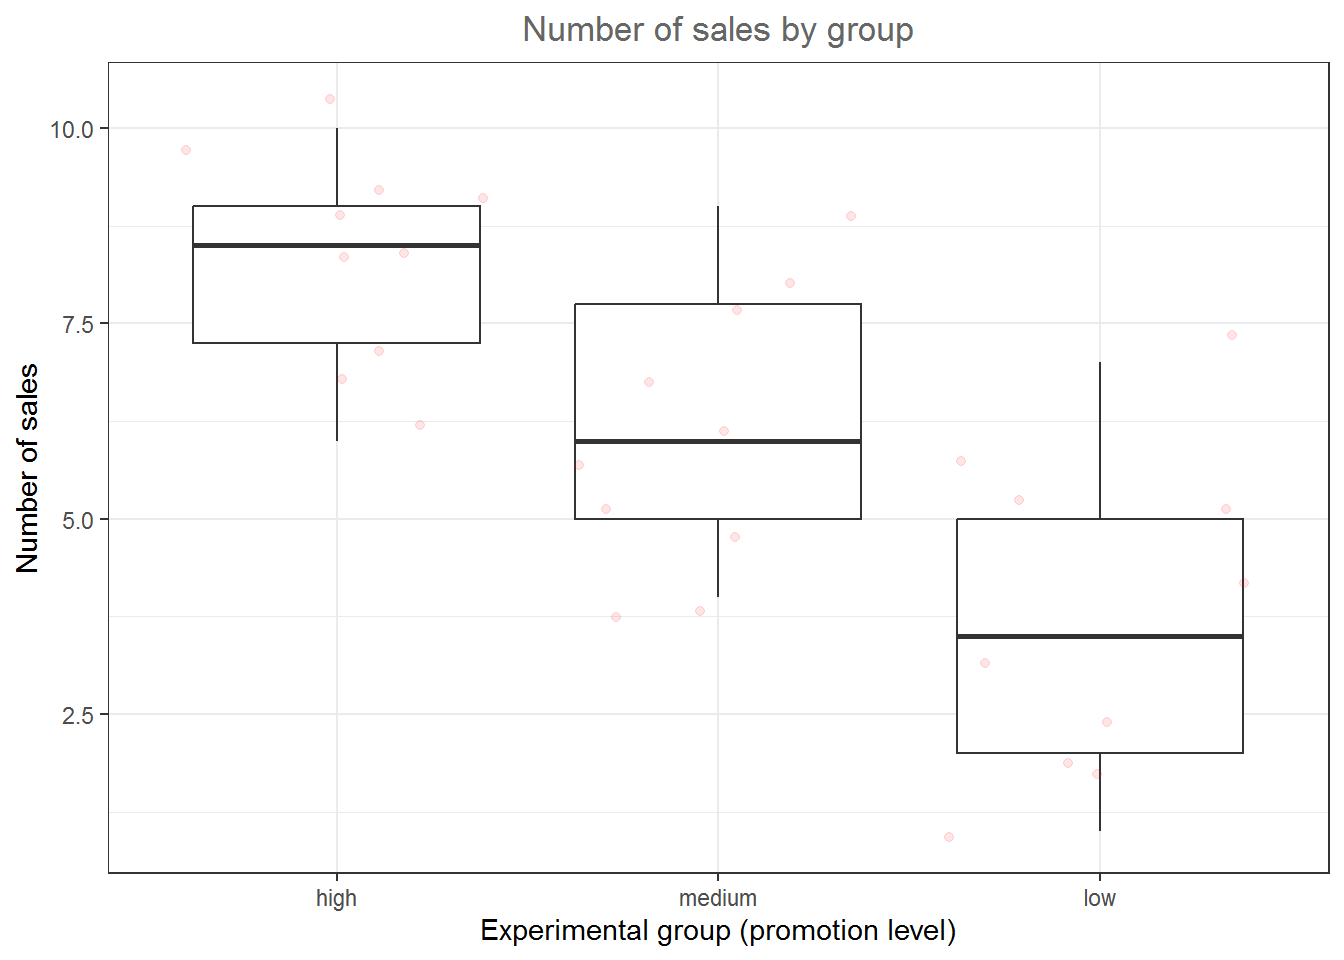 Number of sales by group
Number of sales
10.0
7.5
5.0
2.5
high
medium
low
Experimental group (promotion level)